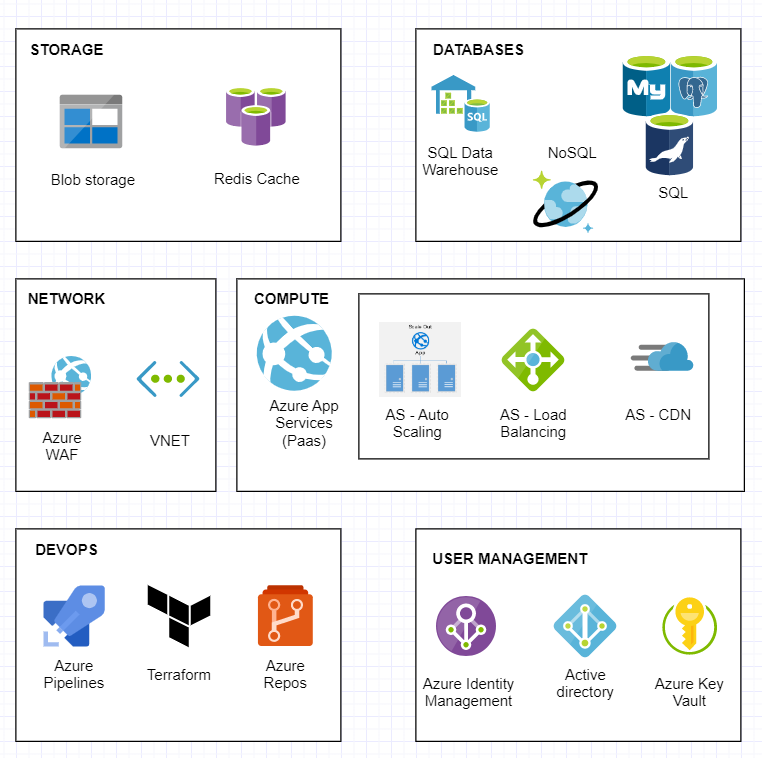 STORAGE
Blob storage
Redis Cache
DATABASES
SQL
SQL Data
Warehouse
NoSQL
My
SQL
NETWORK
Azure
WAF
VNET
COMPUTE
Azure App
Services
(Paas)
Scale Out
App
AS - Auto
Scaling
AS - Load
Balancing
AS - CDN
DEVOPS
Azure
Pipelines
Terraform
Azure
Repos
USER MANAGEMENT
Azure Identity
Management
Active
directory
Azure Key
Vault